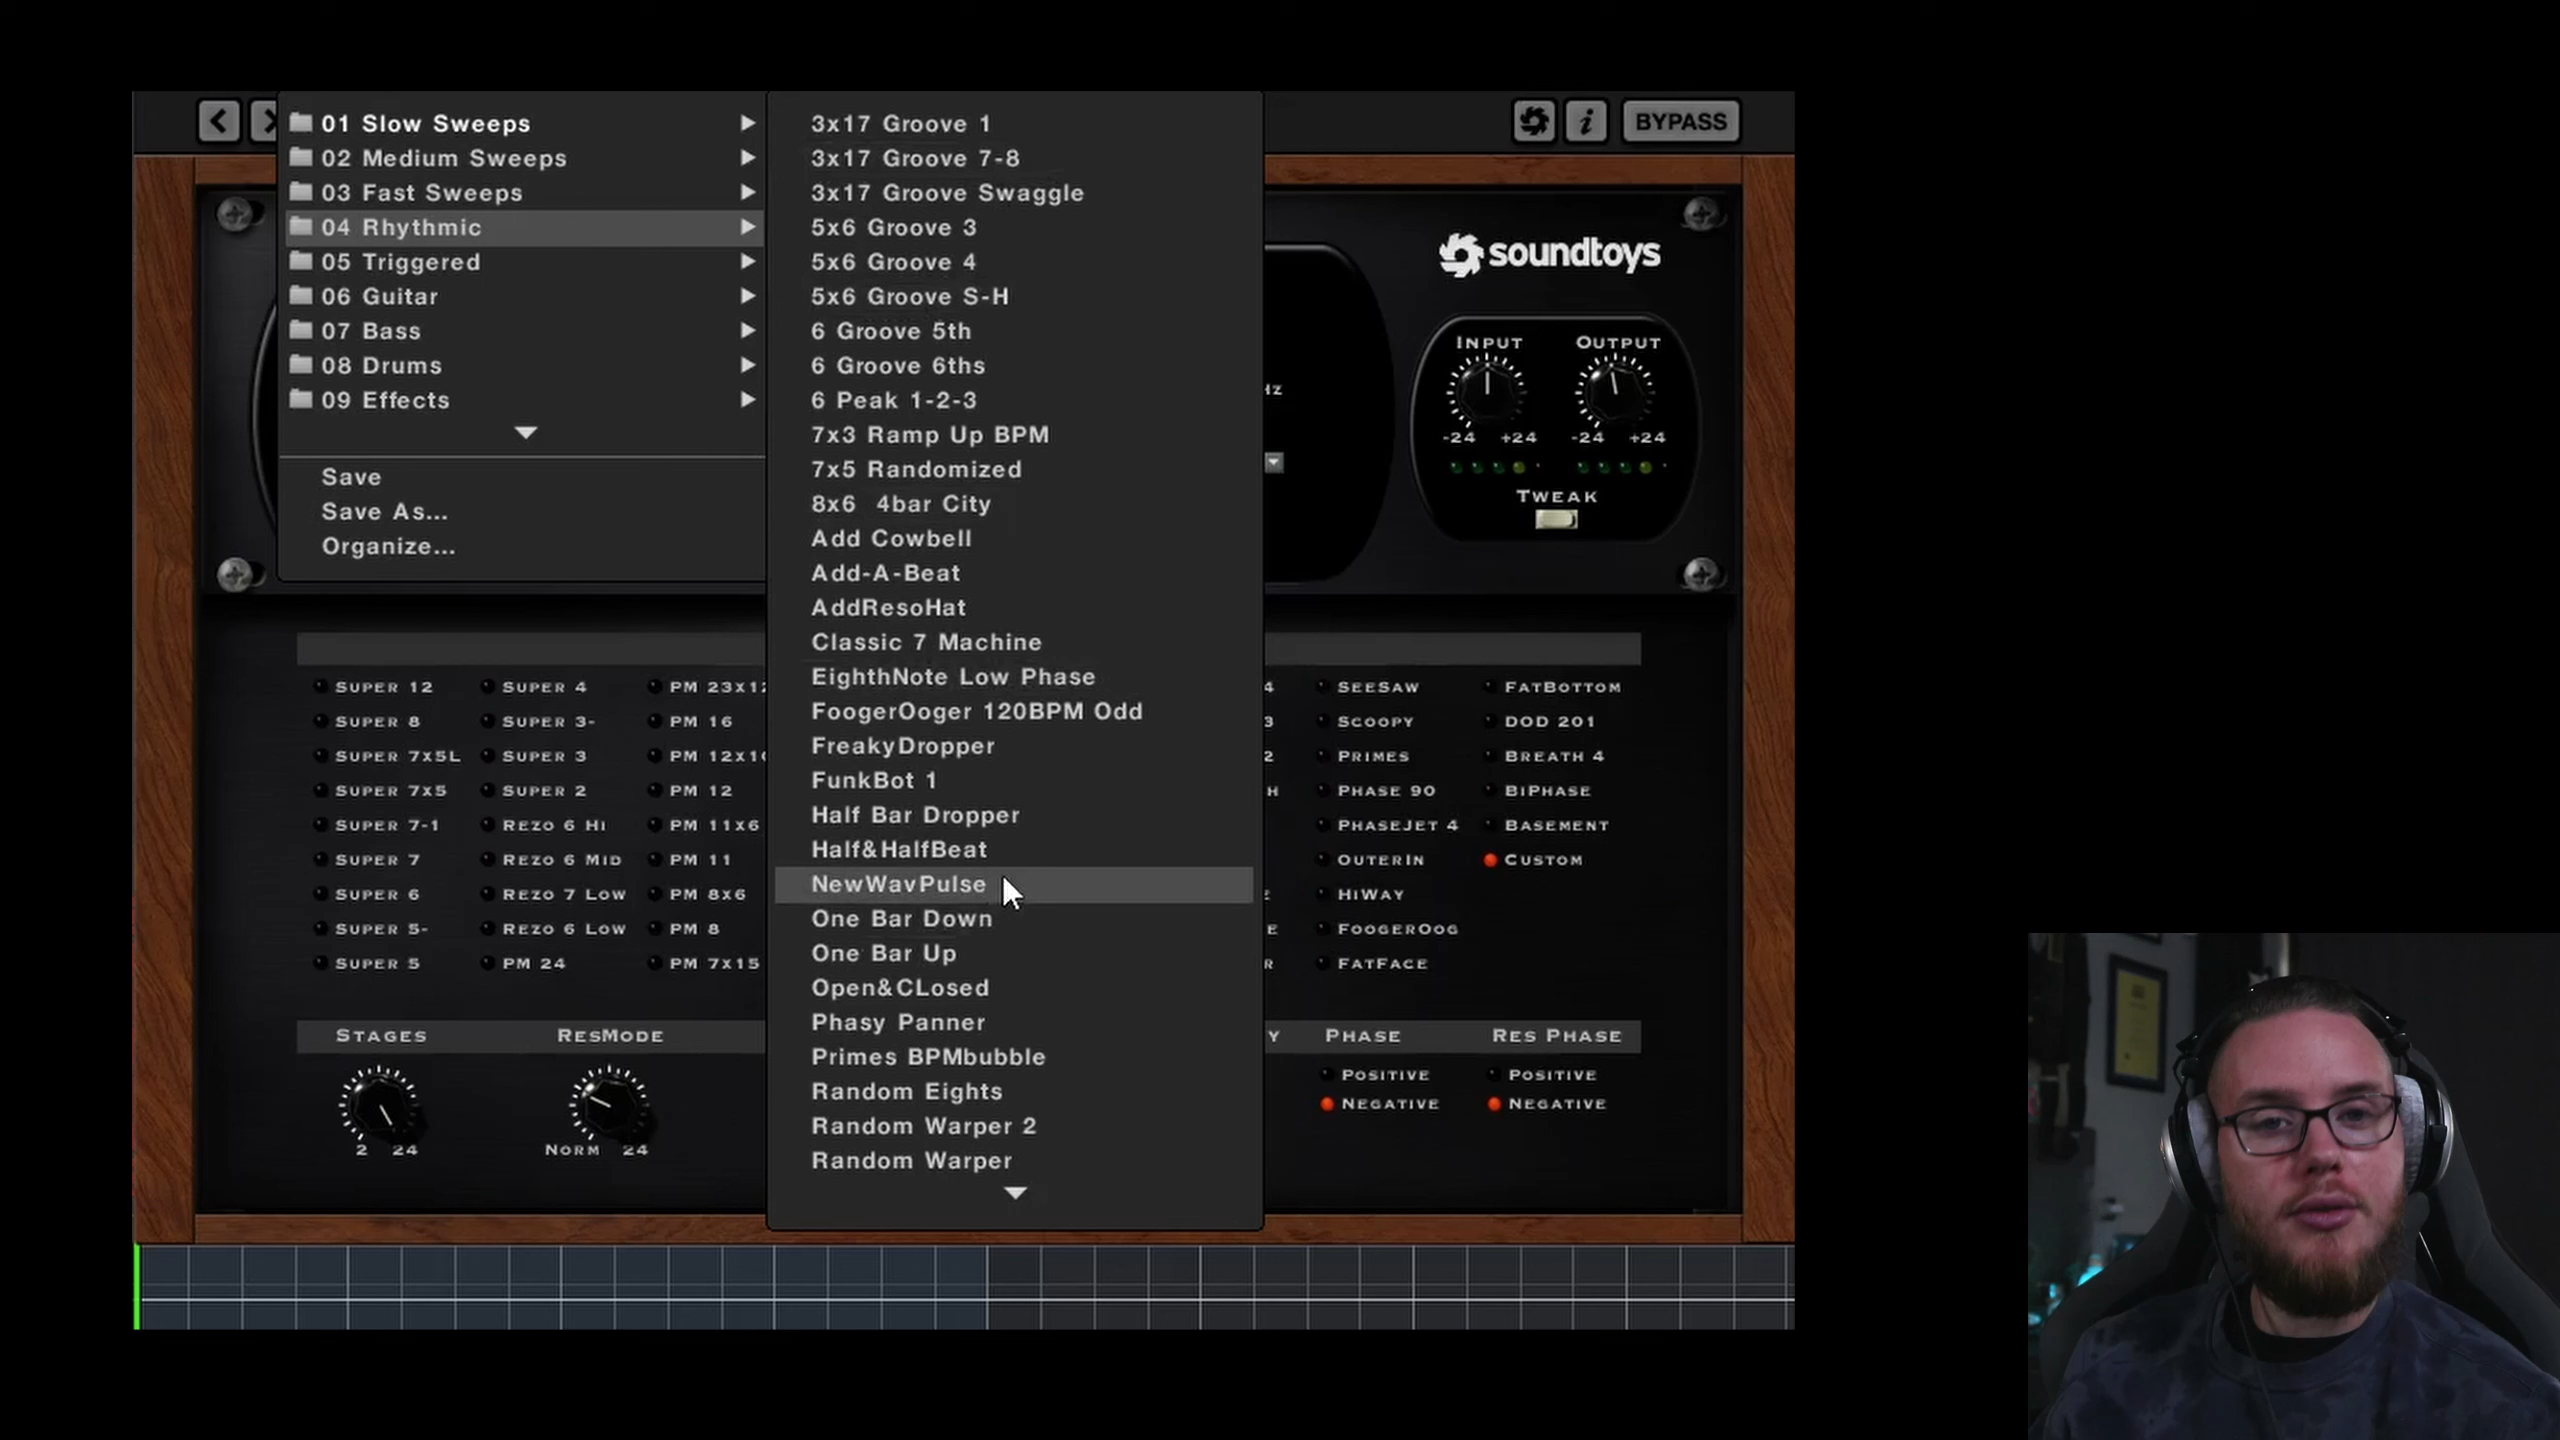 BYPASS
01 Slow Sweeps
02 Medium Sweeps
03 Fast Sweeps
04 Rhythmic
05 Triggered
06 Guitar
07 Bass
08 Drums
09 Effects
Save
Save As...
Organize...
3x17 Groove 1
3x17 Groove 7-8
3x17 Groove Swaggle
5x6 Groove 3
5x6 Groove 4
5x6 Groove S-H
6 Groove 5th
6 Groove 6ths
6 Peak 1-2-3
7x3 Ramp Up BPM
7x5 Randomized
8x6  4bar City
Add Cowbell
Add-A-Beat
AddResoHat
Classic 7 Machine
EighthNote Low Phase
FoogerOoger 120BPM Odd
FreakyDropper
FunkBot 1
Half Bar Dropper
Half&HalfBeat
NewWavPulse
One Bar Down
One Bar Up
Open&CLosed
Phasy Panner
Primes BPMbubble
Random Eights
Random Warper 2
Random Warper
soundtoys
INPUT OUTPUT
-24 +24 -24 +24
TWEAK
SUPER 12 SUPER 4 SEESAW FATBOTTOM
SUPER 8 SUPER 3- PM 16 SCOOPY DOD 201
SUPER 7X5L SUPER 3 PRIMES BREATH 4
SUPER 7X5 SUPER 2 PM 12 PHASE 90 BIPHASE
SUPER 7-1 REZO 6 HI PM 11X6 PHASEJET 4 BASEMENT
SUPER 7 REZO 6 MID PM 11 OUTERIN CUSTOM
SUPER 6 REZO 7 LOW PM 8X6 HIWAY
SUPER 5- REZO 6 LOW PM 8 FOOGEROOG
SUPER 5 PM 24 PM 7X15 FATFACE
STAGES RESMODE PHASE RES PHASE
POSITIVE POSITIVE
NEGATIVE NEGATIVE
2 24 NORM 24